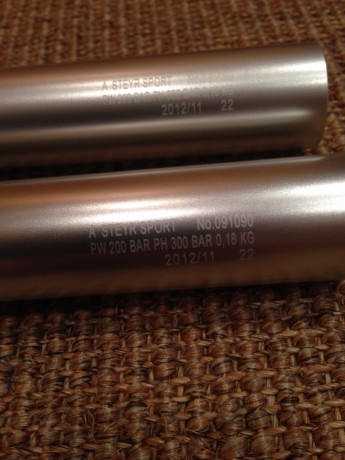 A STEYR SPORT
2012/11 22
A STEYR SPORT No.091090
PW 200 BAR PH 300 BAR 0,18 KG
2012/11 22